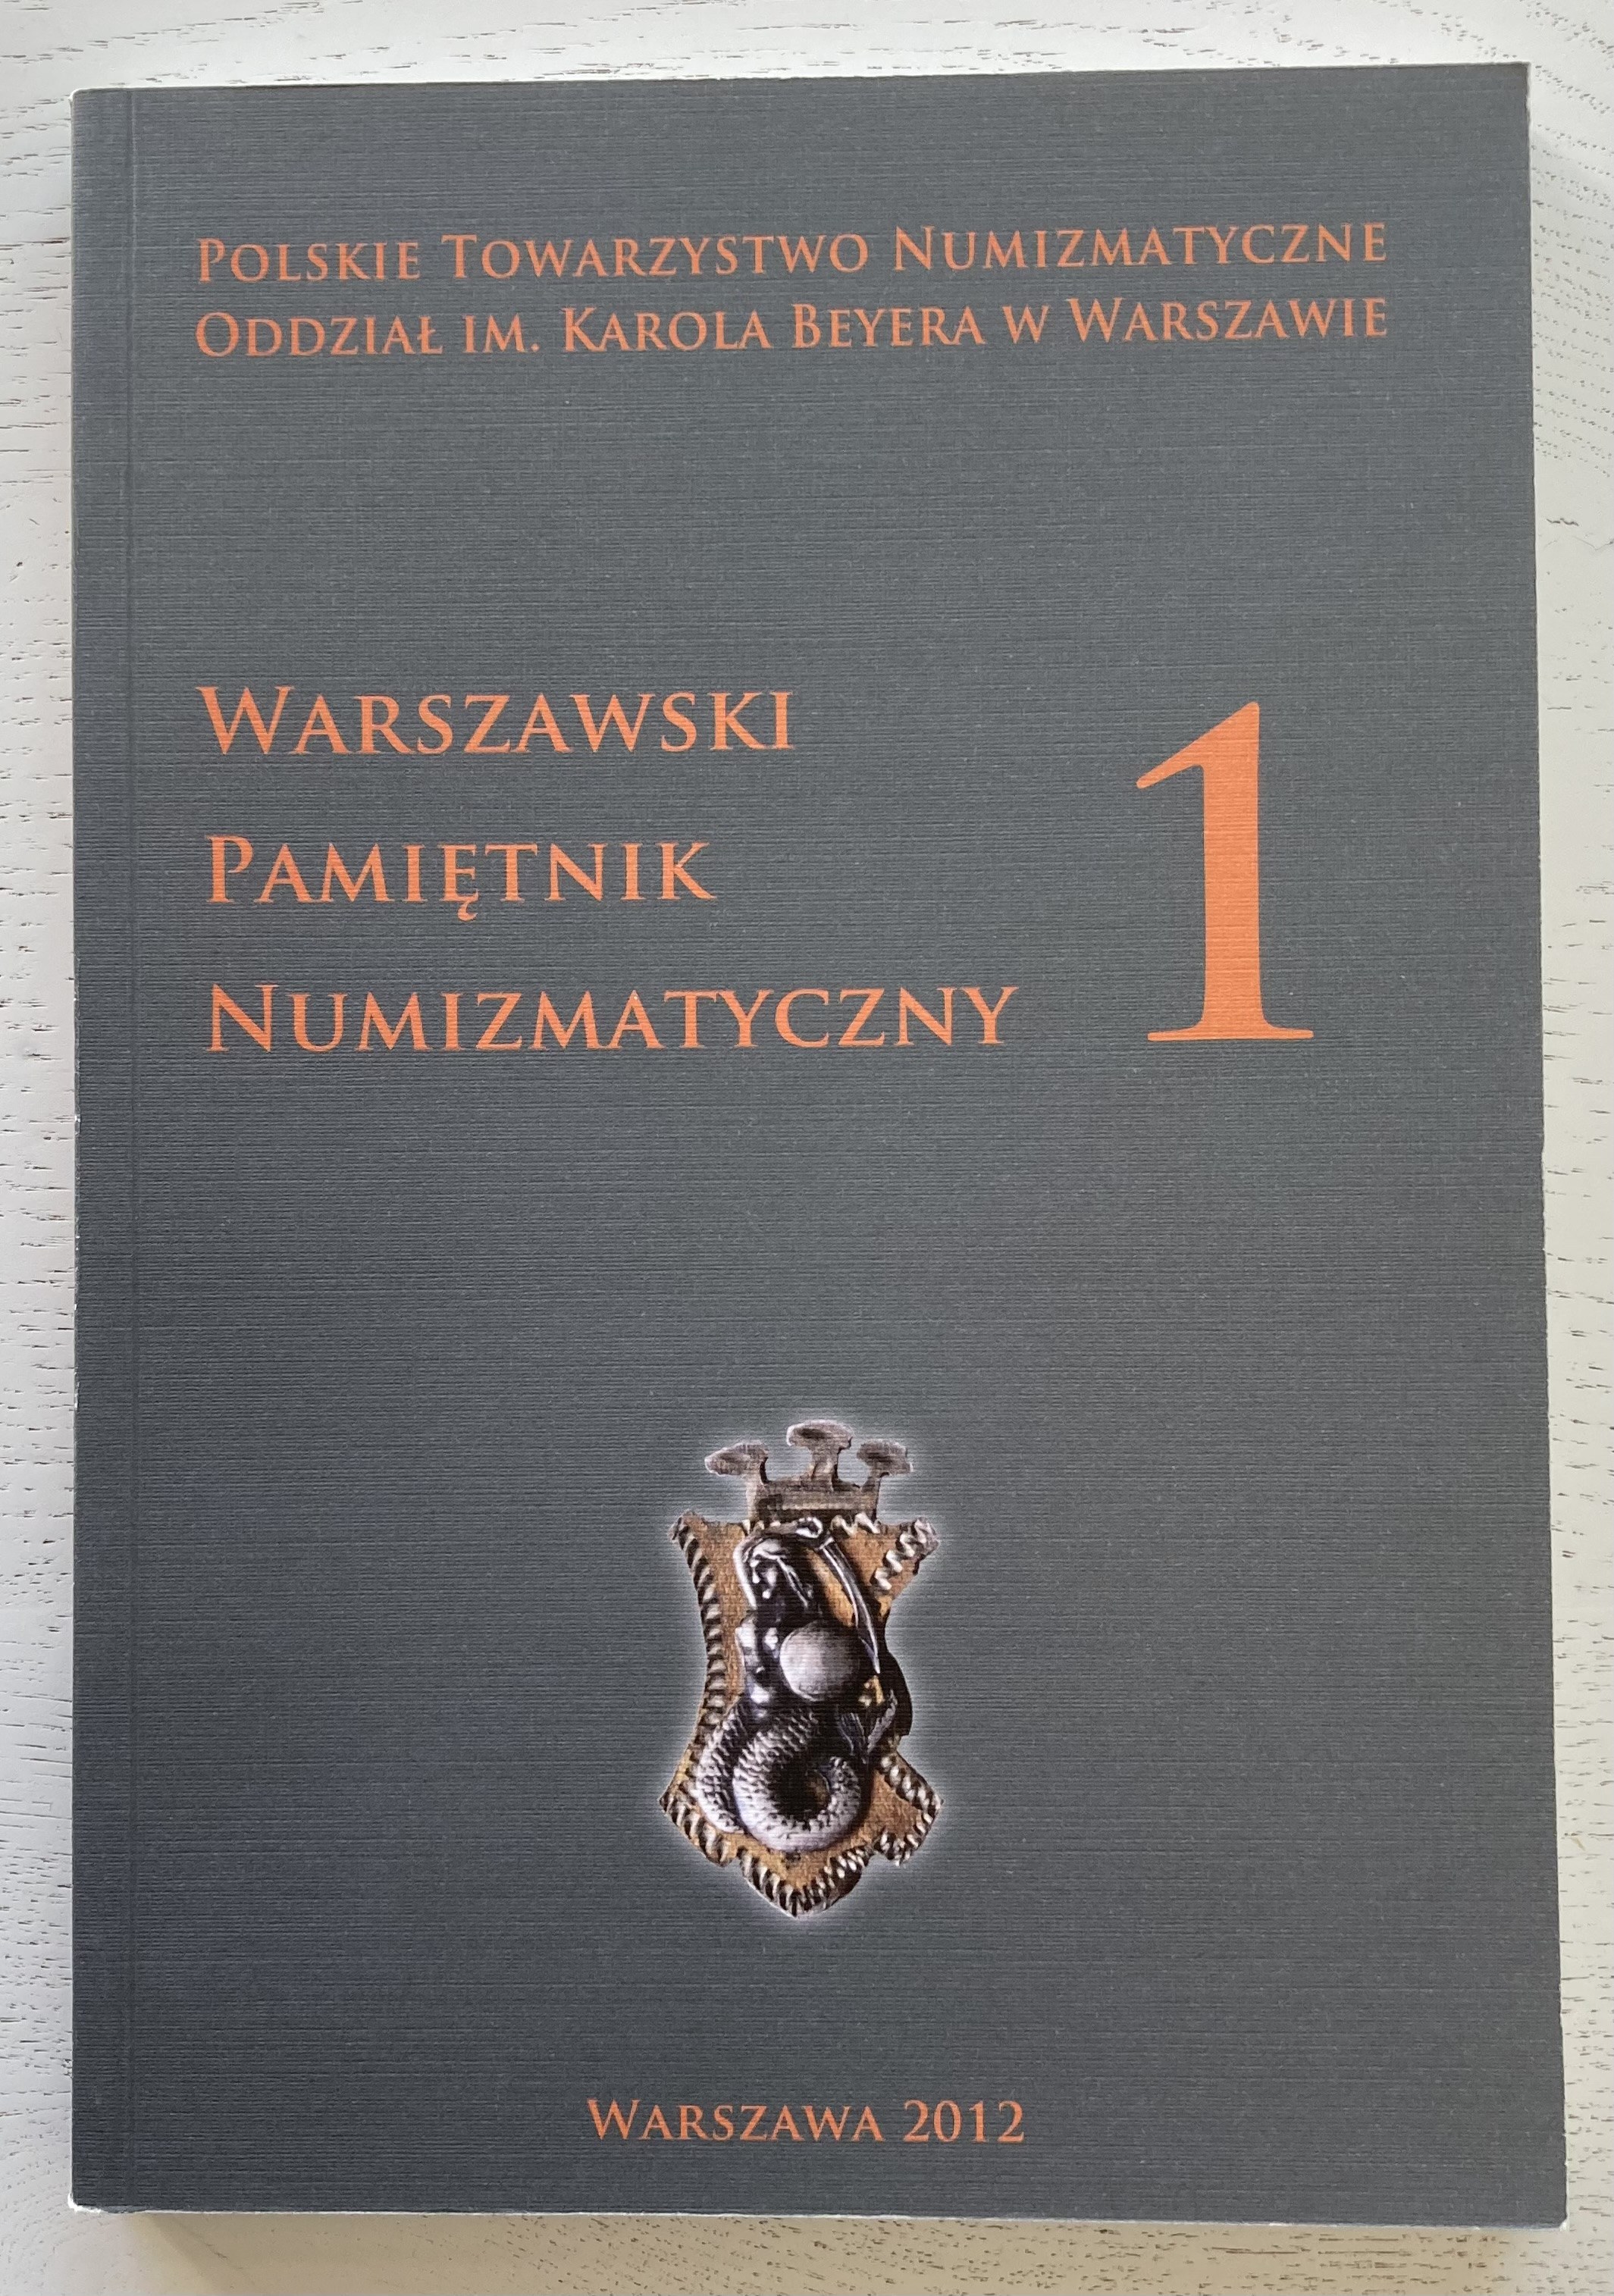 Polskie Towarzystwo Numizmatyczne
Oddział im. Karola Beyera w Warszawie
Warszawski
Pamiętnik
Numizmatyczny
1
Warszawa 2012